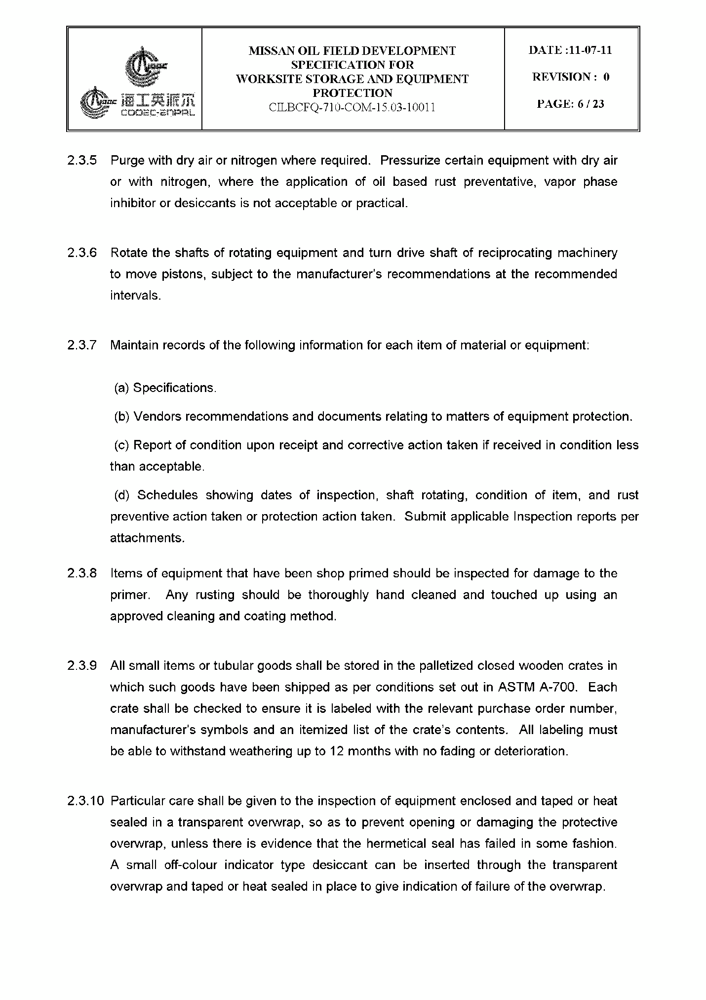 MISSAN OIL FIELD DEVELOPMENT
SPECIFICATION FOR
WORKSITE STORAGE AND EQUIPMENT
PROTECTION
CILBCFQ-710-COM-15.03-10011
DATE :11-07-11
REVISION : 0
PAGE: 6 / 23
海工英派尔
COOEC-ENPAL
2.3.5 Purge with dry air or nitrogen where required. Pressurize certain equipment with dry air
or with nitrogen, where the application of oil based rust preventative, vapor phase
inhibitor or desiccants is not acceptable or practical.
2.3.6 Rotate the shafts of rotating equipment and turn drive shaft of reciprocating machinery
to move pistons, subject to the manufacturer's recommendations at the recommended
intervals.
2.3.7 Maintain records of the following information for each item of material or equipment:
(a) Specifications.
(b) Vendors recommendations and documents relating to matters of equipment protection.
(c) Report of condition upon receipt and corrective action taken if received in condition less
than acceptable.
(d) Schedules showing dates of inspection, shaft rotating, condition of item, and rust
preventive action taken or protection action taken. Submit applicable Inspection reports per
attachments.
2.3.8 Items of equipment that have been shop primed should be inspected for damage to the
primer. Any rusting should be thoroughly hand cleaned and touched up using an
approved cleaning and coating method.
2.3.9 All small items or tubular goods shall be stored in the palletized closed wooden crates in
which such goods have been shipped as per conditions set out in ASTM A-700. Each
crate shall be checked to ensure it is labeled with the relevant purchase order number,
manufacturer's symbols and an itemized list of the crate's contents. All labeling must
be able to withstand weathering up to 12 months with no fading or deterioration.
2.3.10 Particular care shall be given to the inspection of equipment enclosed and taped or heat
sealed in a transparent overwrap, so as to prevent opening or damaging the protective
overwrap, unless there is evidence that the hermetical seal has failed in some fashion.
A small off-colour indicator type desiccant can be inserted through the transparent
overwrap and taped or heat sealed in place to give indication of failure of the overwrap.